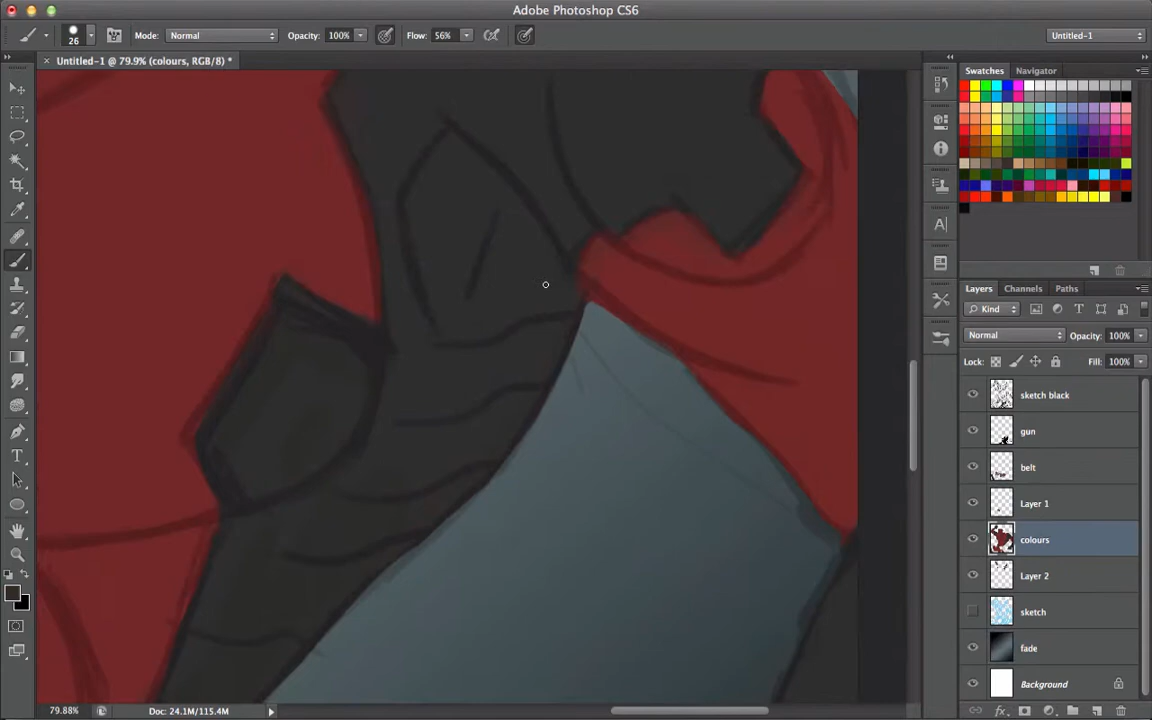 Adobe Photoshop CS6
26
Mode: Normal
Opacity: 100%
Flow: 56%
Untitled-1
Untitled-1 @ 79.9% (colours, RGB/8) *
Swatches
Navigator
Layers
Channels
Paths
Kind
Normal
Opacity: 100%
Lock:
Fill: 100%
sketch black
gun
belt
Layer 1
colours
Layer 2
sketch
fade
Background
79.88%
Doc: 24.1M/115.4M